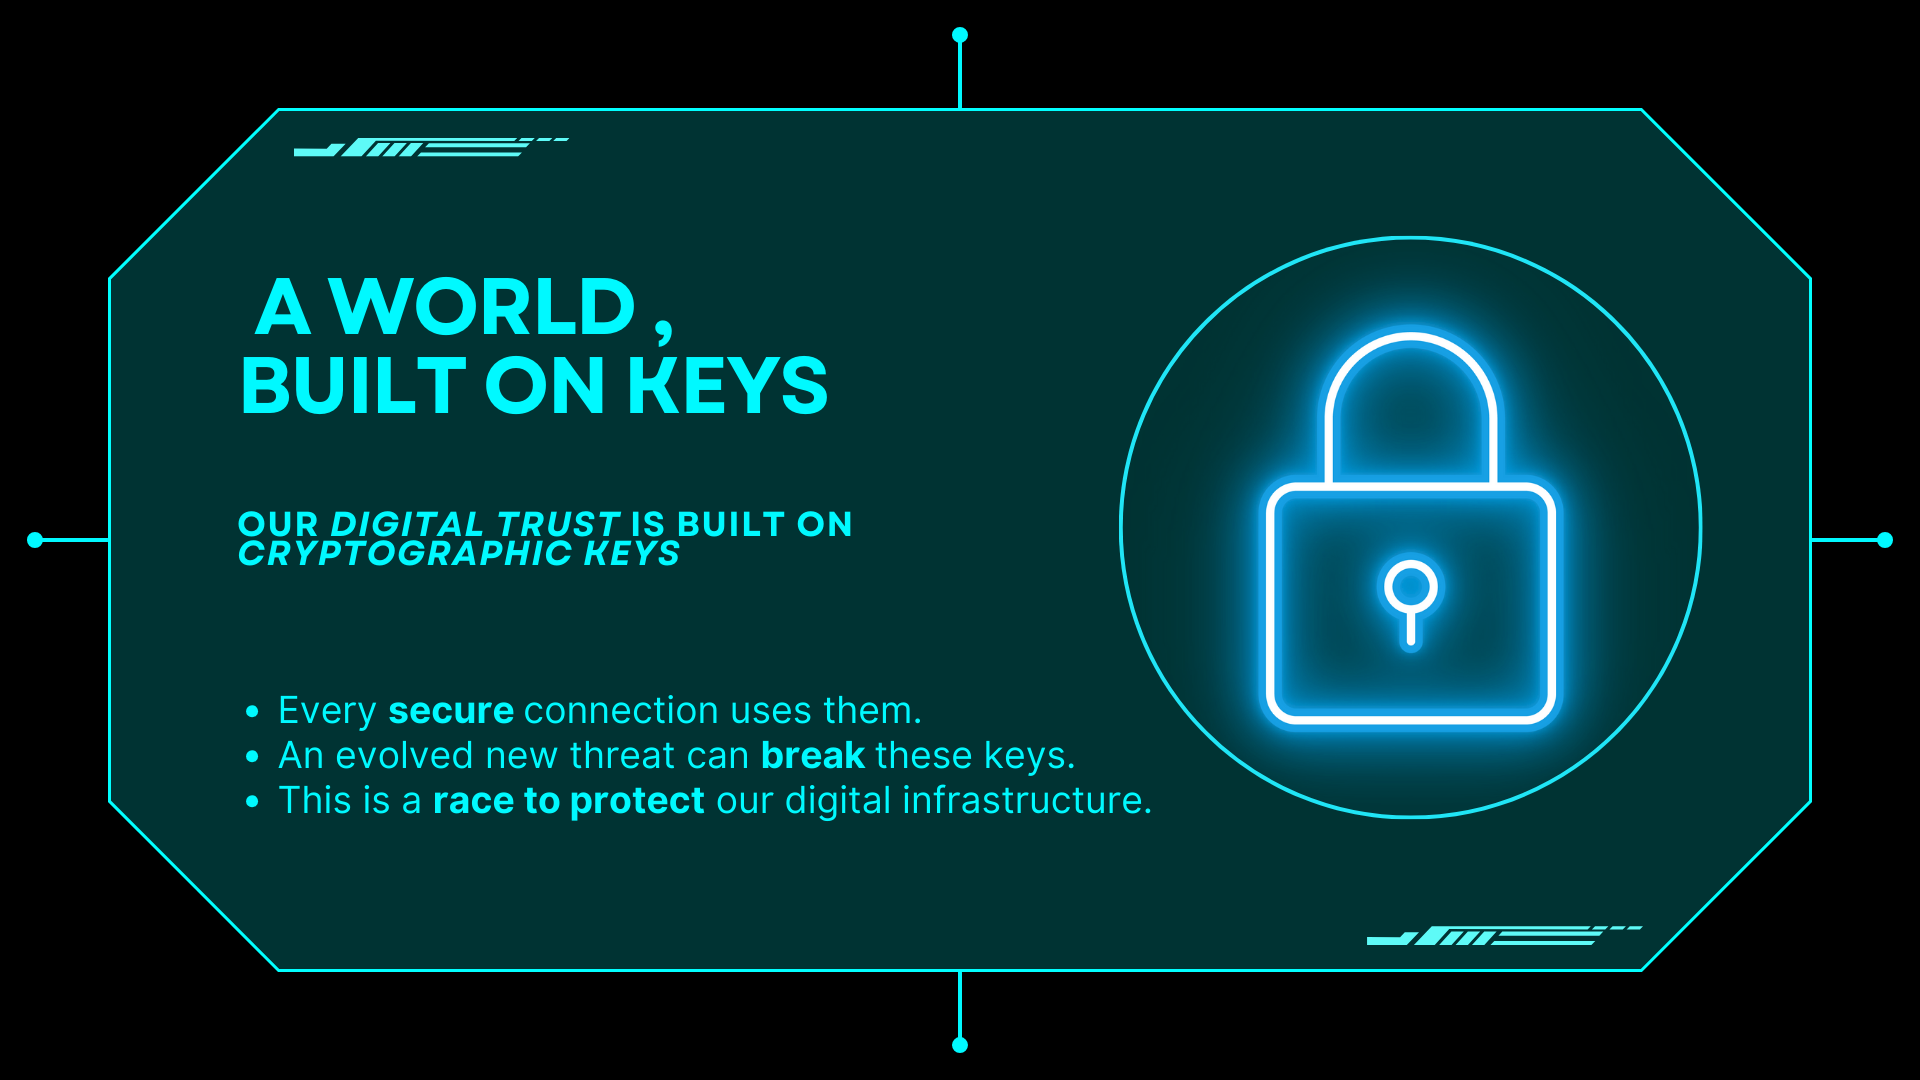 A WORLD ,
BUILT ON KEYS
OUR DIGITAL TRUST IS BUILT ON
CRYPTOGRAPHIC KEYS
• Every secure connection uses them.
• An evolved new threat can break these keys.
• This is a race to protect our digital infrastructure.